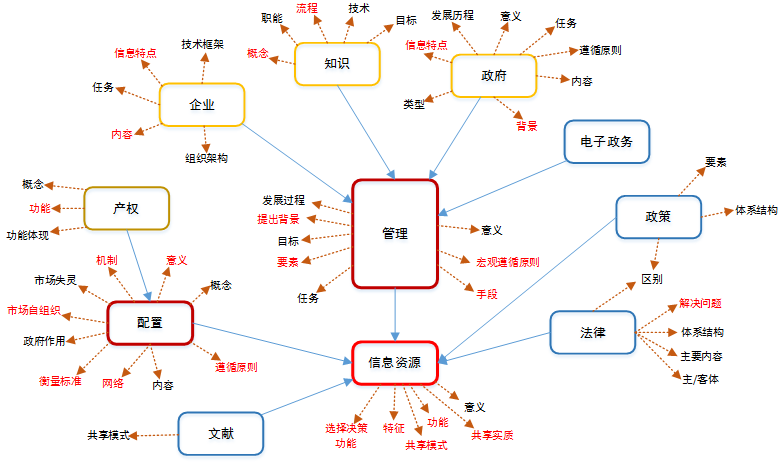 职能
流程
技术
目标
概念
知识
发展历程
意义
任务
信息特点
遵循原则
政府
内容
类型
背景
信息特点
技术框架
任务
企业
内容
组织架构
电子政务
概念
功能
产权
功能体现
要素
政策
体系结构
区别
发展过程
提出背景
目标
要素
任务
管理
意义
宏观遵循原则
手段
机制
意义
市场失灵
概念
市场自组织
配置
政府作用
衡量标准
网络
内容
遵循原则
解决问题
法律
体系结构
主要内容
主/客体
信息资源
选择决策
功能
特征
功能
共享模式
意义
共享实质
文献
共享模式